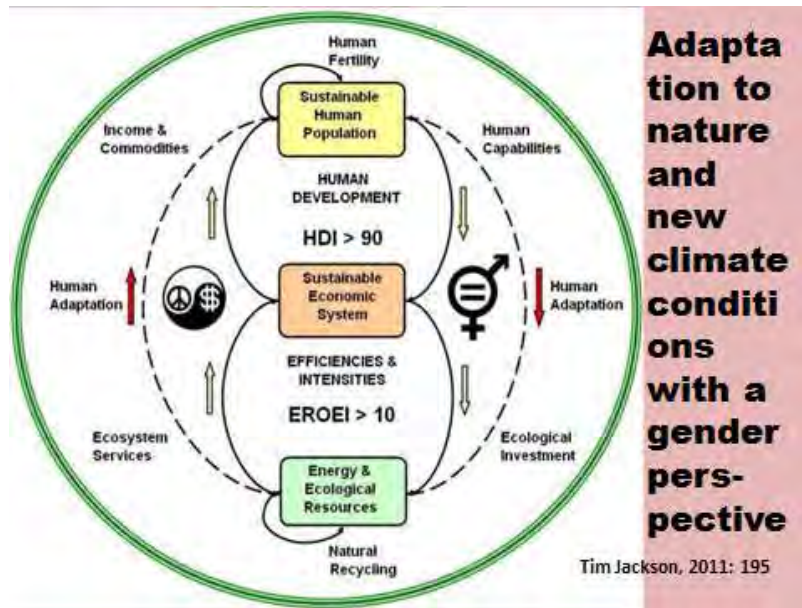 Human
Fertility
Sustainable
Human
Population
Income &
Commodities
Human
Capabilities
HUMAN
DEVELOPMENT
HDI > 90
Human
Adaptation
$
Sustainable
Economic
System
=
Human
Adaptation
EFFICIENCIES &
INTENSITIES
EROEI > 10
Ecosystem
Services
Ecological
Investment
Energy &
Ecological
Resources
Natural
Recycling
Adapta
tion to
nature
and
new
climate
conditi
ons
with a
gender
pers-
pective
Tim Jackson, 2011: 195